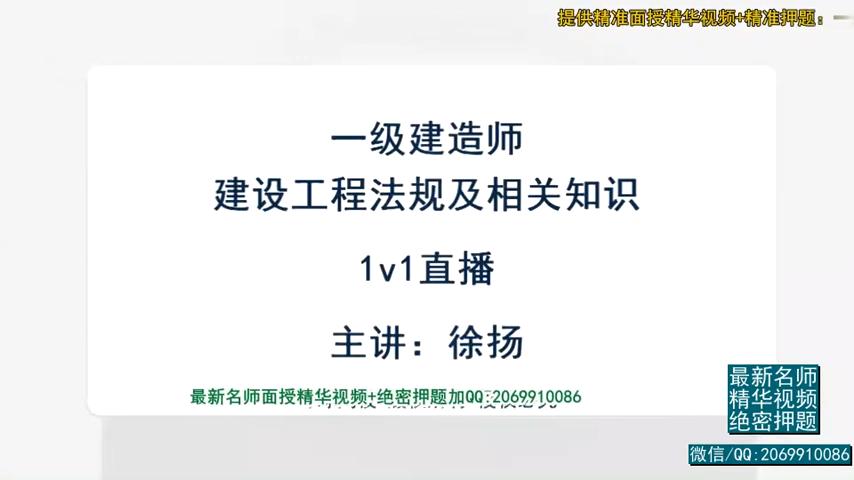 提供精准面授精华视频+精准押题：
一级建造师
建设工程法规及相关知识
1v1直播
主讲：徐扬
最新名师面授精华视频+绝密押题加QQ:2069910086
最新名师
精华视频
绝密押题
微信/QQ:2069910086